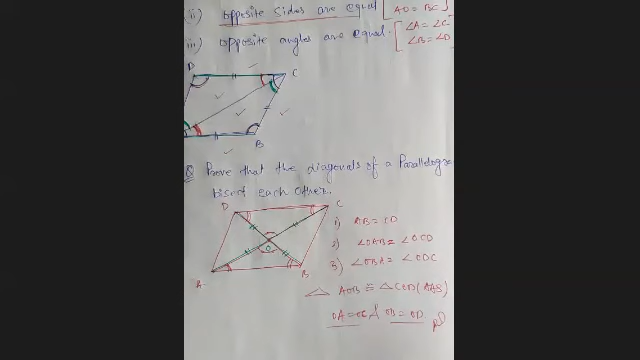 (ii) opposite sides are equal [AD = BC]
iii) opposite angles are equal. [∠A = ∠C
∠B = ∠D
D
C
B
Q Prove that the diagonals of a Parallelogra
bisect each other.
D
C
1) AB = CD
2) ∠OAB = ∠OCD
O
3) ∠OBA = ∠ODC
B
A
△ AOB ≅ △ COD (AAS)
OA = OC & OB = OD